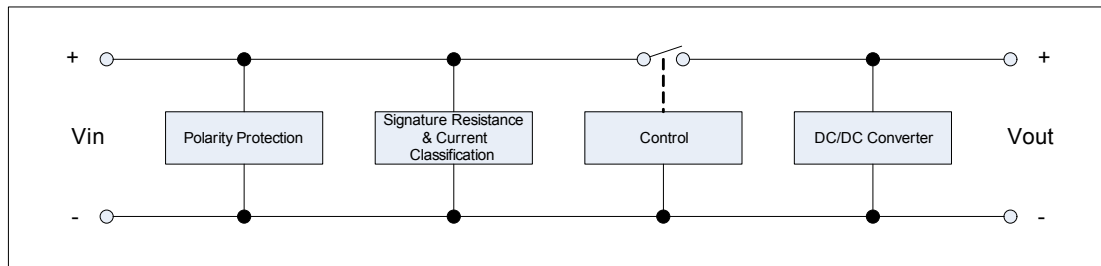 +
+
Vin
Polarity Protection
Signature Resistance
& Current
Classification
Control
DC/DC Converter
Vout
-
-